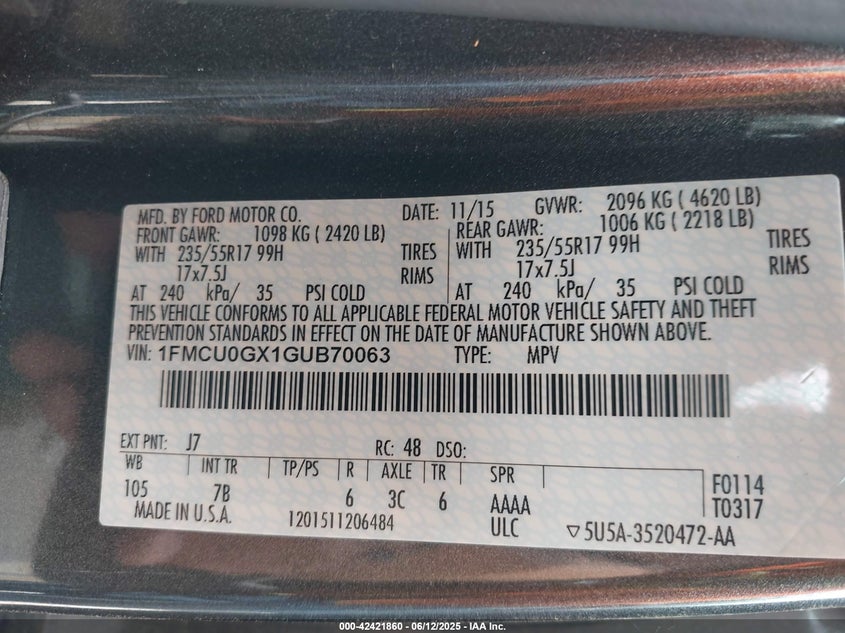 MFD. BY FORD MOTOR CO. DATE: 11/15 GVWR: 2096 KG ( 4620 LB)
FRONT GAWR: 1098 KG ( 2420 LB) REAR GAWR: 1006 KG ( 2218 LB)
WITH 235/55R17 99H TIRES WITH 235/55R17 99H TIRES
17x7.5J RIMS 17x7.5J RIMS
AT 240 kPa/ 35 PSI COLD AT 240 kPa/ 35 PSI COLD
THIS VEHICLE CONFORMS TO ALL APPLICABLE FEDERAL MOTOR VEHICLE SAFETY AND THEFT
PREVENTION STANDARDS IN EFFECT ON THE DATE OF MANUFACTURE SHOWN ABOVE.
VIN: 1FMCU0GX1GUB70063 TYPE: MPV
EXT PNT: J7 RC: 48 DSO:
WB INT TR TP/PS R AXLE TR SPR F0114
105 7B 6 3C 6 AAAA T0317
MADE IN U.S.A. 1201511206484 ULC ▽5U5A-3520472-AA
000-42421860 - 06/12/2025 - IAA Inc.